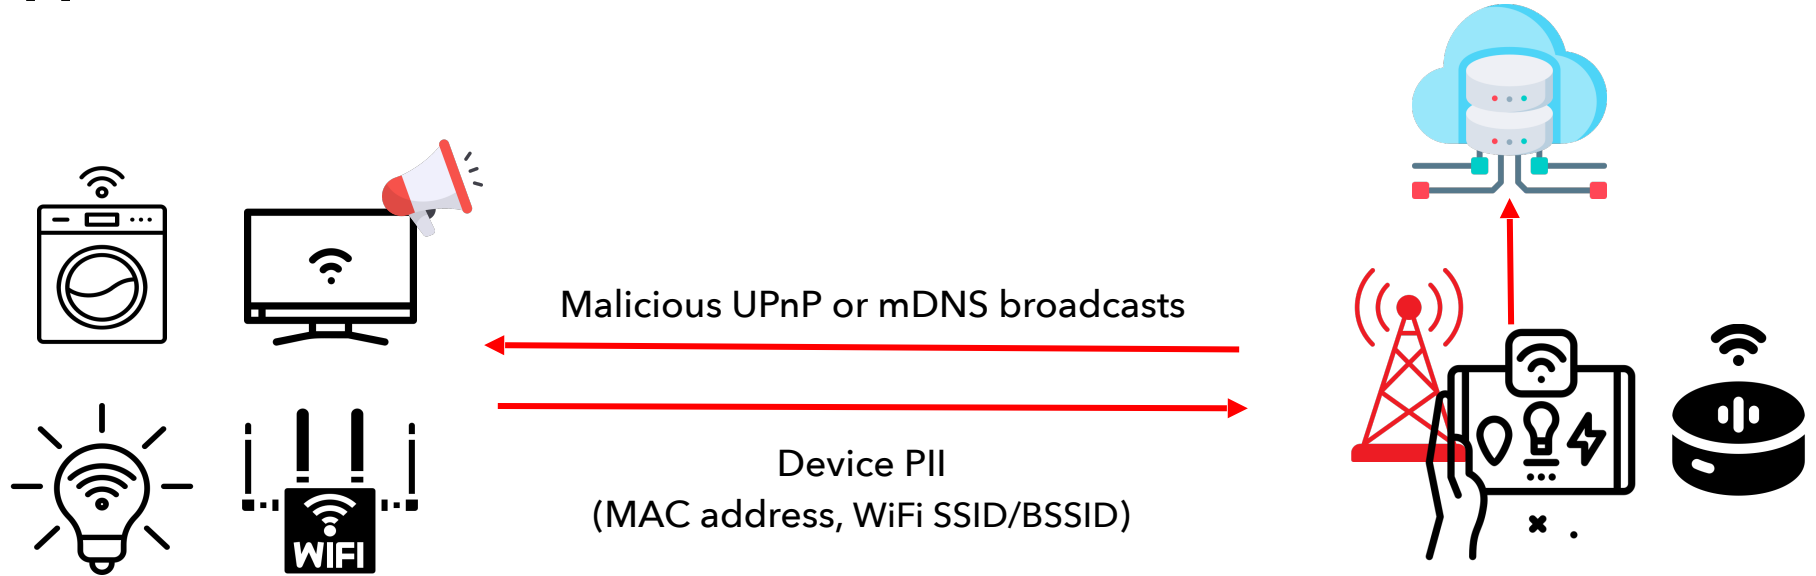 Malicious UPnP or mDNS broadcasts
Device PII
(MAC address, WiFi SSID/BSSID)
WiFi